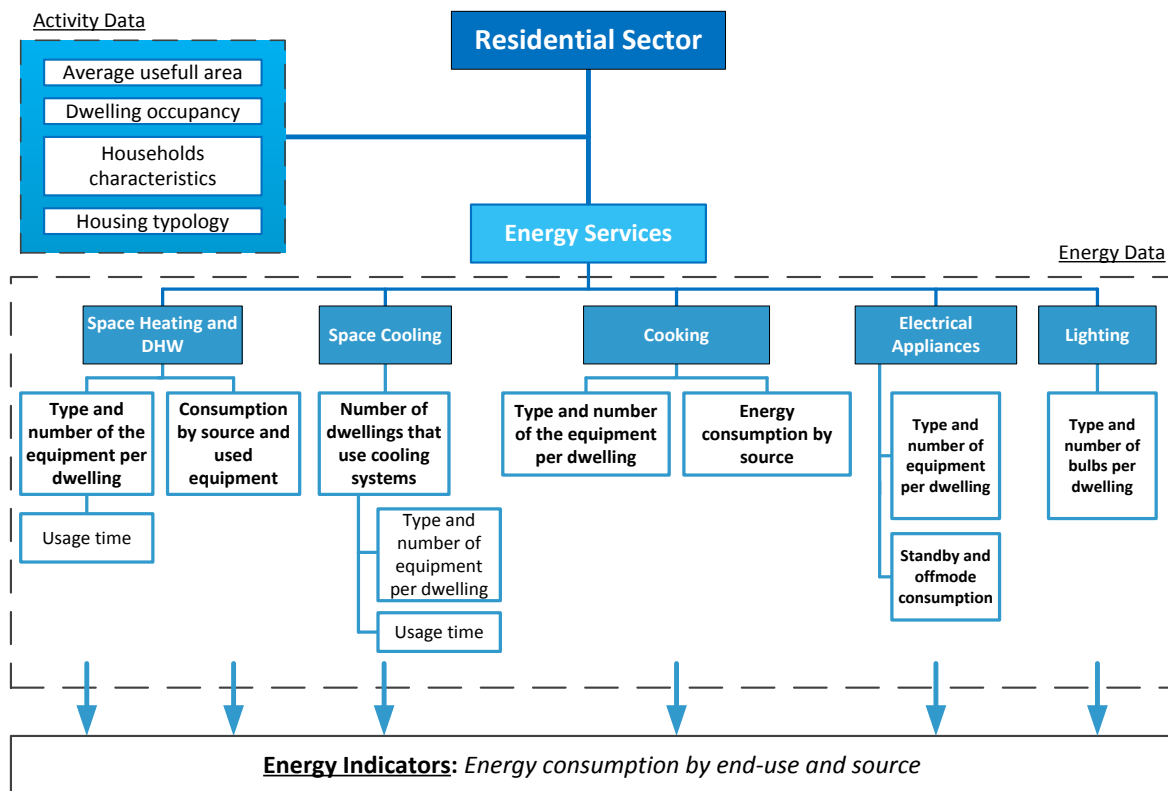 Activity Data
Residential Sector
Average usefull area
Dwelling occupancy
Households
characteristics
Housing typology
Energy Services
Energy Data
Space Heating and
DHW
Space Cooling
Cooking
Electrical
Appliances
Lighting
Type and
number of the
equipment per
dwelling
Usage time
Consumption
by source and
used
equipment
Number of
dwellings that
use cooling
systems
Type and
number of
equipment
per dwelling
Usage time
Type and number
of the equipment
per dwelling
Energy
consumption by
source
Type and
number of
equipment
per dwelling
Standby and
offmode
consumption
Type and
number of
bulbs per
dwelling
Energy Indicators: Energy consumption by end-use and source